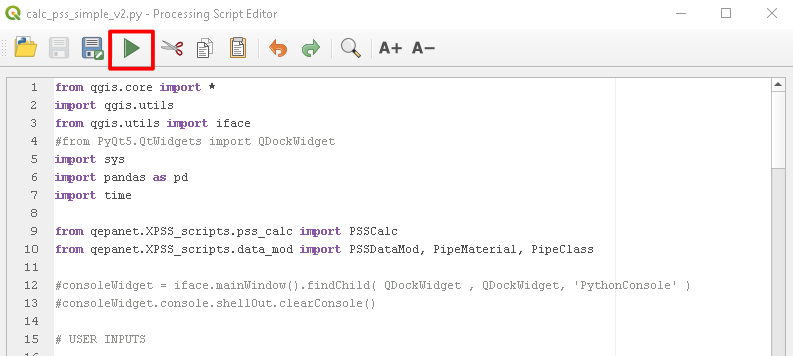 calc_pss_simple_v2.py - Processing Script Editor
A+ A-
1 from qgis.core import *
2 import qgis.utils
3 from qgis.utils import iface
4 #from PyQt5.QtWidgets import QDockWidget
5 import sys
6 import pandas as pd
7 import time
8
9 from qepanet.XPSS_scripts.pss_calc import PSSCalc
10 from qepanet.XPSS_scripts.data_mod import PSSDataMod, PipeMaterial, PipeClass
11
12 #consoleWidget = iface.mainWindow().findChild( QDockWidget , QDockWidget, 'PythonConsole' )
13 #consoleWidget.console.shellOut.clearConsole()
14
15 # USER INPUTS